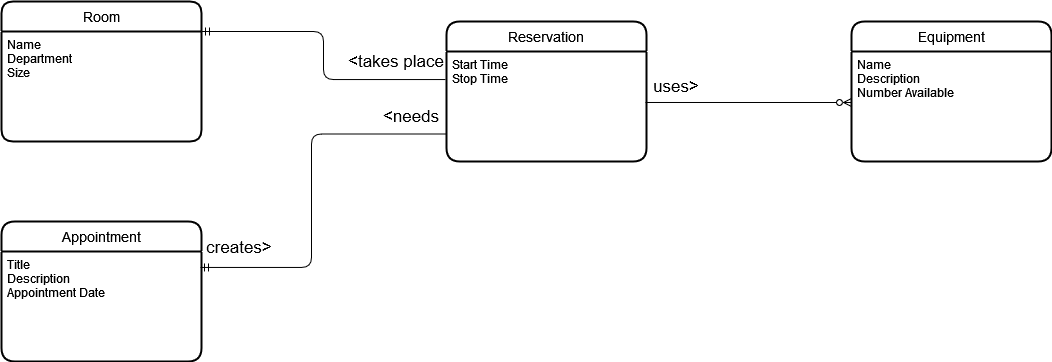 Room
Name
Department
Size
<takes place
Reservation
Start Time
Stop Time
<needs
uses>
Equipment
Name
Description
Number Available
Appointment
Title
Description
Appointment Date
creates>